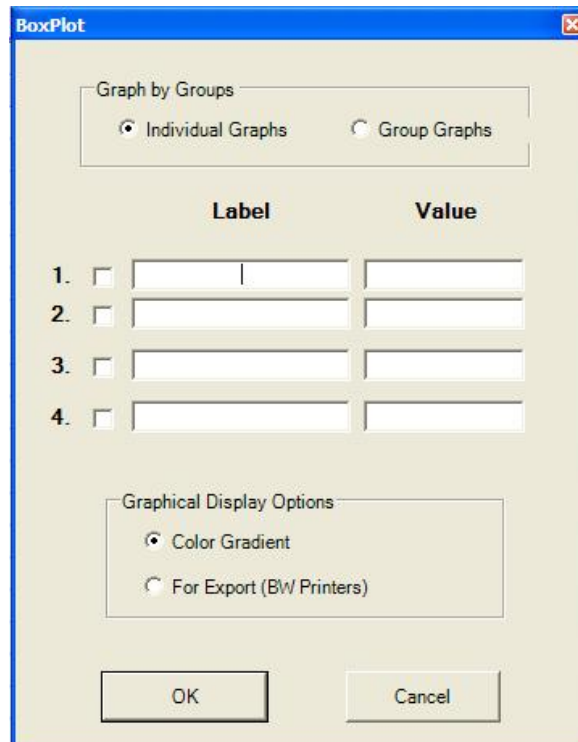 BoxPlot
Graph by Groups
Individual Graphs Group Graphs
Label Value
1.
2.
3.
4.
Graphical Display Options
Color Gradient
For Export (BW Printers)
OK Cancel